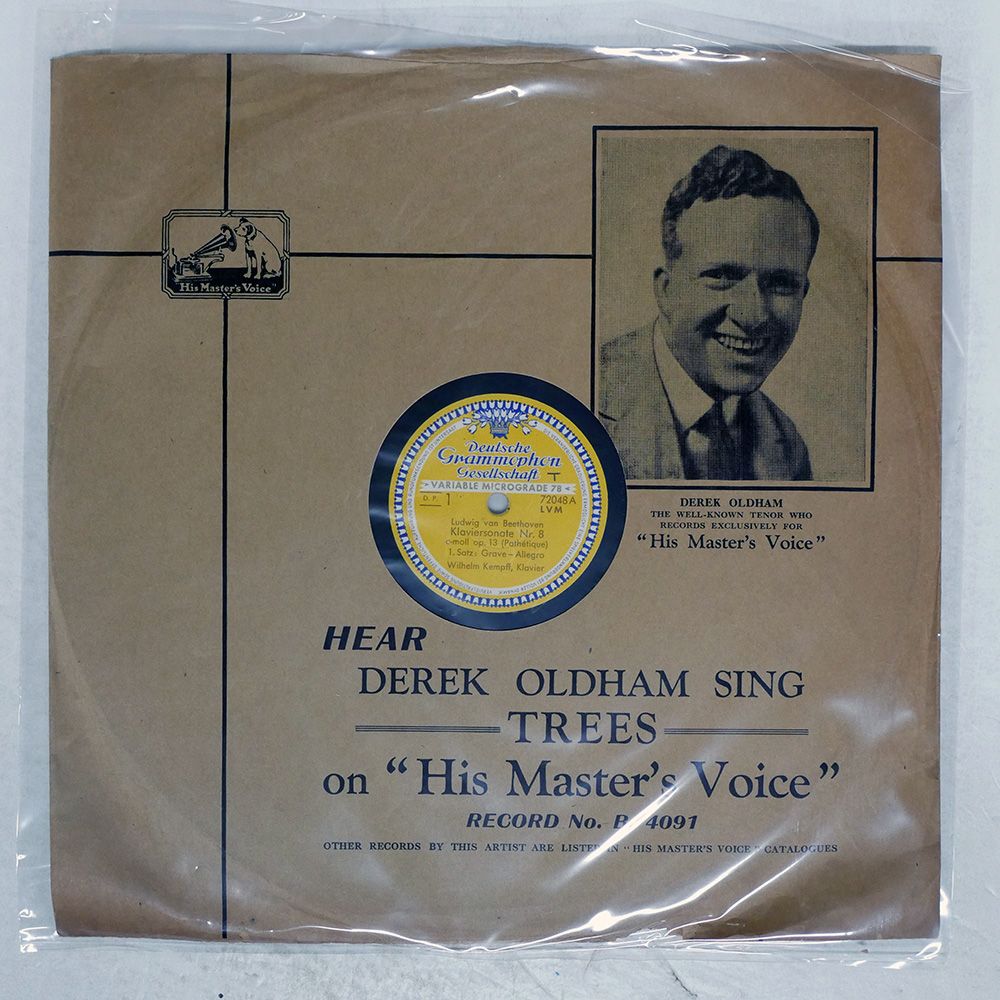 His Master's Voice"
DEREK OLDHAM
THE WELL-KNOWN TENOR WHO
RECORDS EXCLUSIVELY FOR
"His Master's Voice"
Deutsche
Grammophon
Gesellschaft
VARIABLE MICROGRADE 78
D.P. 1 72048 A
LVM
Ludwig van Beethoven
Klaviersonate Nr. 8
c-moll op. 13 (Pathétique)
1. Satz: Grave – Allegro
Wilhelm Kempff, Klavier
HEAR
DEREK OLDHAM SING
TREES
on "His Master's Voice"
RECORD No. B 4091
OTHER RECORDS BY THIS ARTIST ARE LISTED IN "HIS MASTER'S VOICE" CATALOGUES